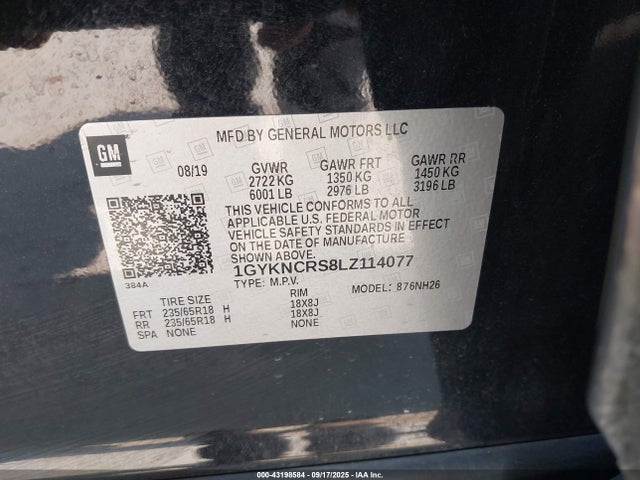 MFD BY GENERAL MOTORS LLC
GM
08/19
GVWR GAWR FRT GAWR RR
2722 KG 1350 KG 1450 KG
6001 LB 2976 LB 3196 LB
THIS VEHICLE CONFORMS TO ALL
APPLICABLE U.S. FEDERAL MOTOR
VEHICLE SAFETY STANDARDS IN EFFECT
ON THE DATE OF MANUFACTURE
SHOWN ABOVE.
1GYKNCRS8LZ114077
384A
TYPE: M.P.V. MODEL: 876NH26
TIRE SIZE RIM
FRT 235/65R18 H 18X8J
RR 235/65R18 H 18X8J
SPA NONE NONE
000-43198584 - 09/17/2025 - IAA Inc.